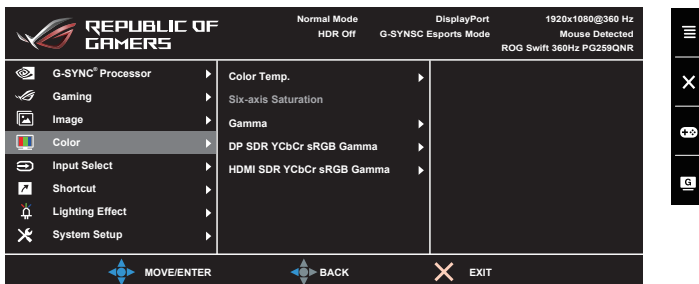 REPUBLIC OF
GAMERS
Normal Mode DisplayPort 1920x1080@360 Hz
HDR Off G-SYNSC Esports Mode Mouse Detected
ROG Swift 360Hz PG259QNR
G-SYNC® Processor
Gaming
Image
Color
Input Select
Shortcut
Lighting Effect
System Setup
Color Temp.
Six-axis Saturation
Gamma
DP SDR YCbCr sRGB Gamma
HDMI SDR YCbCr sRGB Gamma
MOVE/ENTER BACK EXIT
G